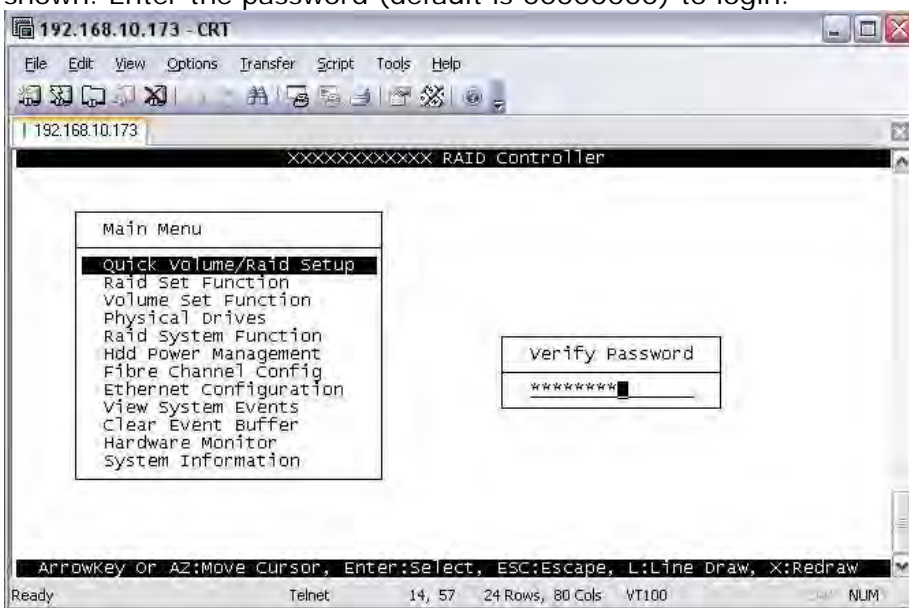 shown. Enter the password (default is 00000000) to login.
192.168.10.173 - CRT
File Edit View Options Transfer Script Tools Help
192.168.10.173
XXXXXXXXXXXX RAID Controller
Main Menu
Quick Volume/Raid Setup
Raid Set Function
Volume Set Function
Physical Drives
Raid System Function
Hdd Power Management
Fibre Channel Config
Ethernet Configuration
View System Events
Clear Event Buffer
Hardware Monitor
System Information
Verify Password
********
ArrowKey Or AZ:Move Cursor, Enter:Select, ESC:Escape, L:Line Draw, X:Redraw
Ready Telnet 14, 57 24 Rows, 80 Cols VT100 NUM